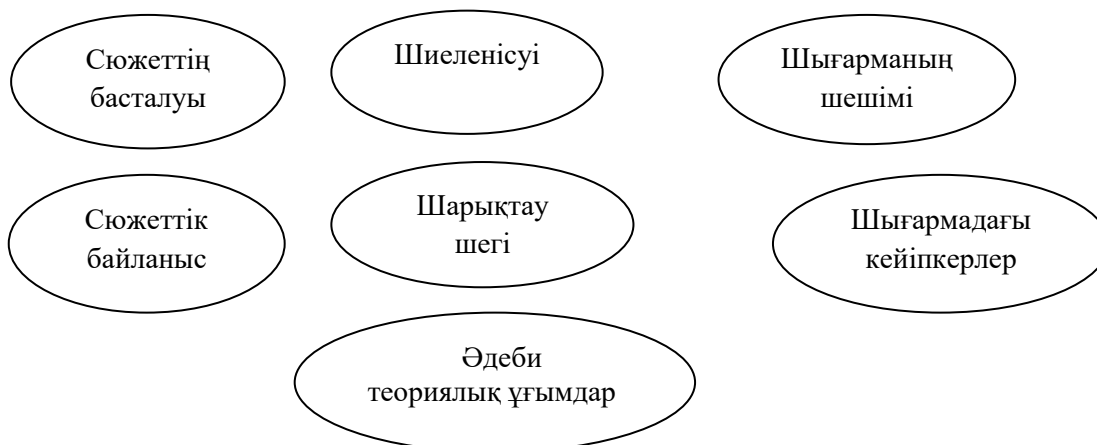 Сюжеттің
басталуы
Шиеленісуі
Шығарманың
шешімі
Сюжеттік
байланыс
Шарықтау
шегі
Шығармадағы
кейіпкерлер
Әдеби
теориялық ұғымдар